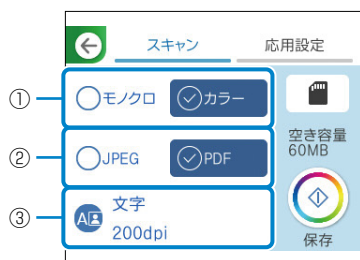 スキャン
応用設定
① モノクロ カラー
② JPEG PDF
空き容量
60MB
③ A 文字
200dpi
保存